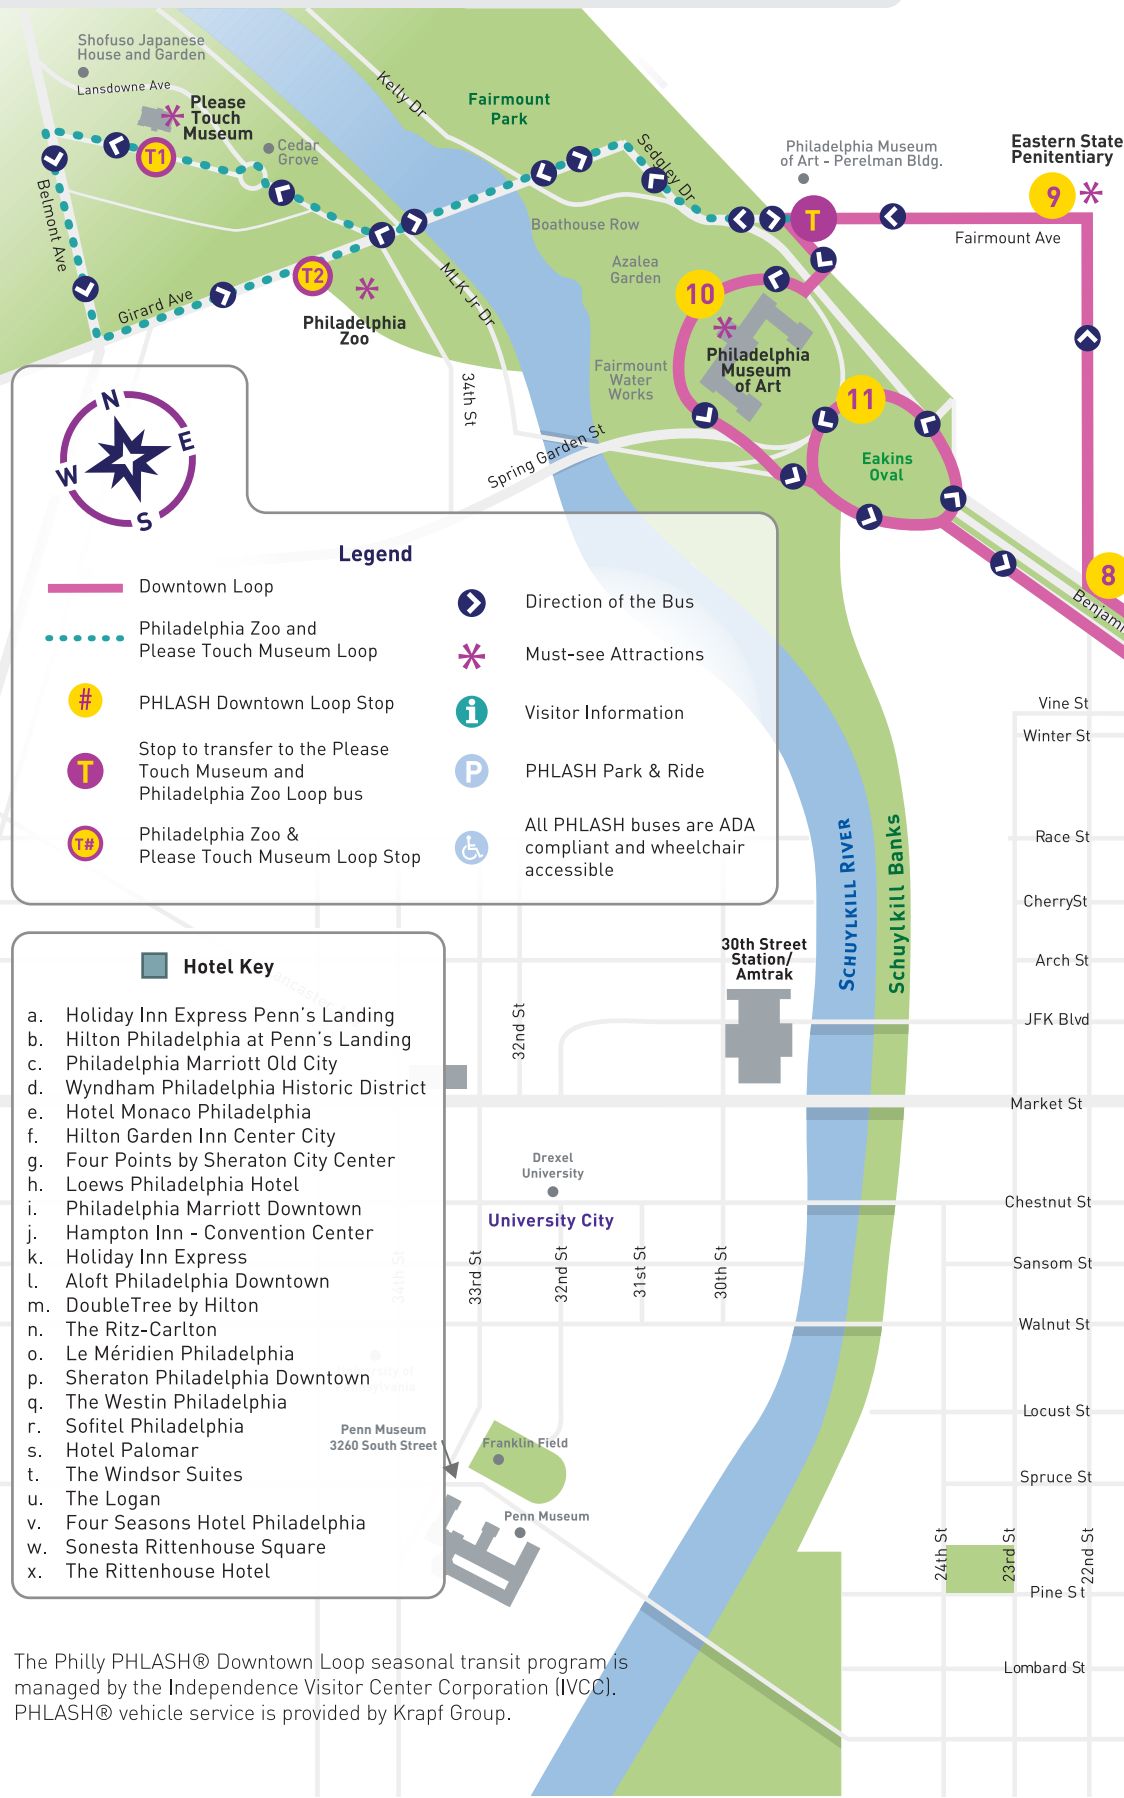 Shofuso Japanese
House and Garden
Lansdowne Ave
Please
Touch
Museum
T1
Cedar
Grove
Belmont Ave
Girard Ave
T2
Philadelphia
Zoo
Kelly Dr
Fairmount
Park
Sedgley Dr
Boathouse Row
MLK Jr Dr
34th St
Spring Garden St
Philadelphia Museum
of Art - Perelman Bldg.
T
Eastern State
Penitentiary
9
Fairmount Ave
Azalea
Garden
10
Philadelphia
Museum
of Art
Fairmount
Water
Works
11
Eakins
Oval
8
Benjami
N
E
S
W
Legend
Downtown Loop
Philadelphia Zoo and
Please Touch Museum Loop
#
PHLASH Downtown Loop Stop
T
Stop to transfer to the Please
Touch Museum and
Philadelphia Zoo Loop bus
T#
Philadelphia Zoo &
Please Touch Museum Loop Stop
Direction of the Bus
Must-see Attractions
i
Visitor Information
P
PHLASH Park & Ride
All PHLASH buses are ADA
compliant and wheelchair
accessible
Vine St
Winter St
Race St
CherrySt
Arch St
JFK Blvd
Market St
Chestnut St
Sansom St
Walnut St
Locust St
Spruce St
Pine St
Lombard St
24th St
23rd St
22nd St
SCHUYLKILL RIVER
Schuylkill Banks
30th Street
Station/
Amtrak
32nd St
Drexel
University
University City
34th St
33rd St
32nd St
31st St
30th St
Hotel Key
a. Holiday Inn Express Penn's Landing
b. Hilton Philadelphia at Penn's Landing
c. Philadelphia Marriott Old City
d. Wyndham Philadelphia Historic District
e. Hotel Monaco Philadelphia
f. Hilton Garden Inn Center City
g. Four Points by Sheraton City Center
h. Loews Philadelphia Hotel
i. Philadelphia Marriott Downtown
j. Hampton Inn - Convention Center
k. Holiday Inn Express
l. Aloft Philadelphia Downtown
m. DoubleTree by Hilton
n. The Ritz-Carlton
o. Le Méridien Philadelphia
p. Sheraton Philadelphia Downtown
q. The Westin Philadelphia
r. Sofitel Philadelphia
s. Hotel Palomar
t. The Windsor Suites
u. The Logan
v. Four Seasons Hotel Philadelphia
w. Sonesta Rittenhouse Square
x. The Rittenhouse Hotel
Penn Museum
3260 South Street
Franklin Field
Penn Museum
The Philly PHLASH® Downtown Loop seasonal transit program is
managed by the Independence Visitor Center Corporation (IVCC).
PHLASH® vehicle service is provided by Krapf Group.